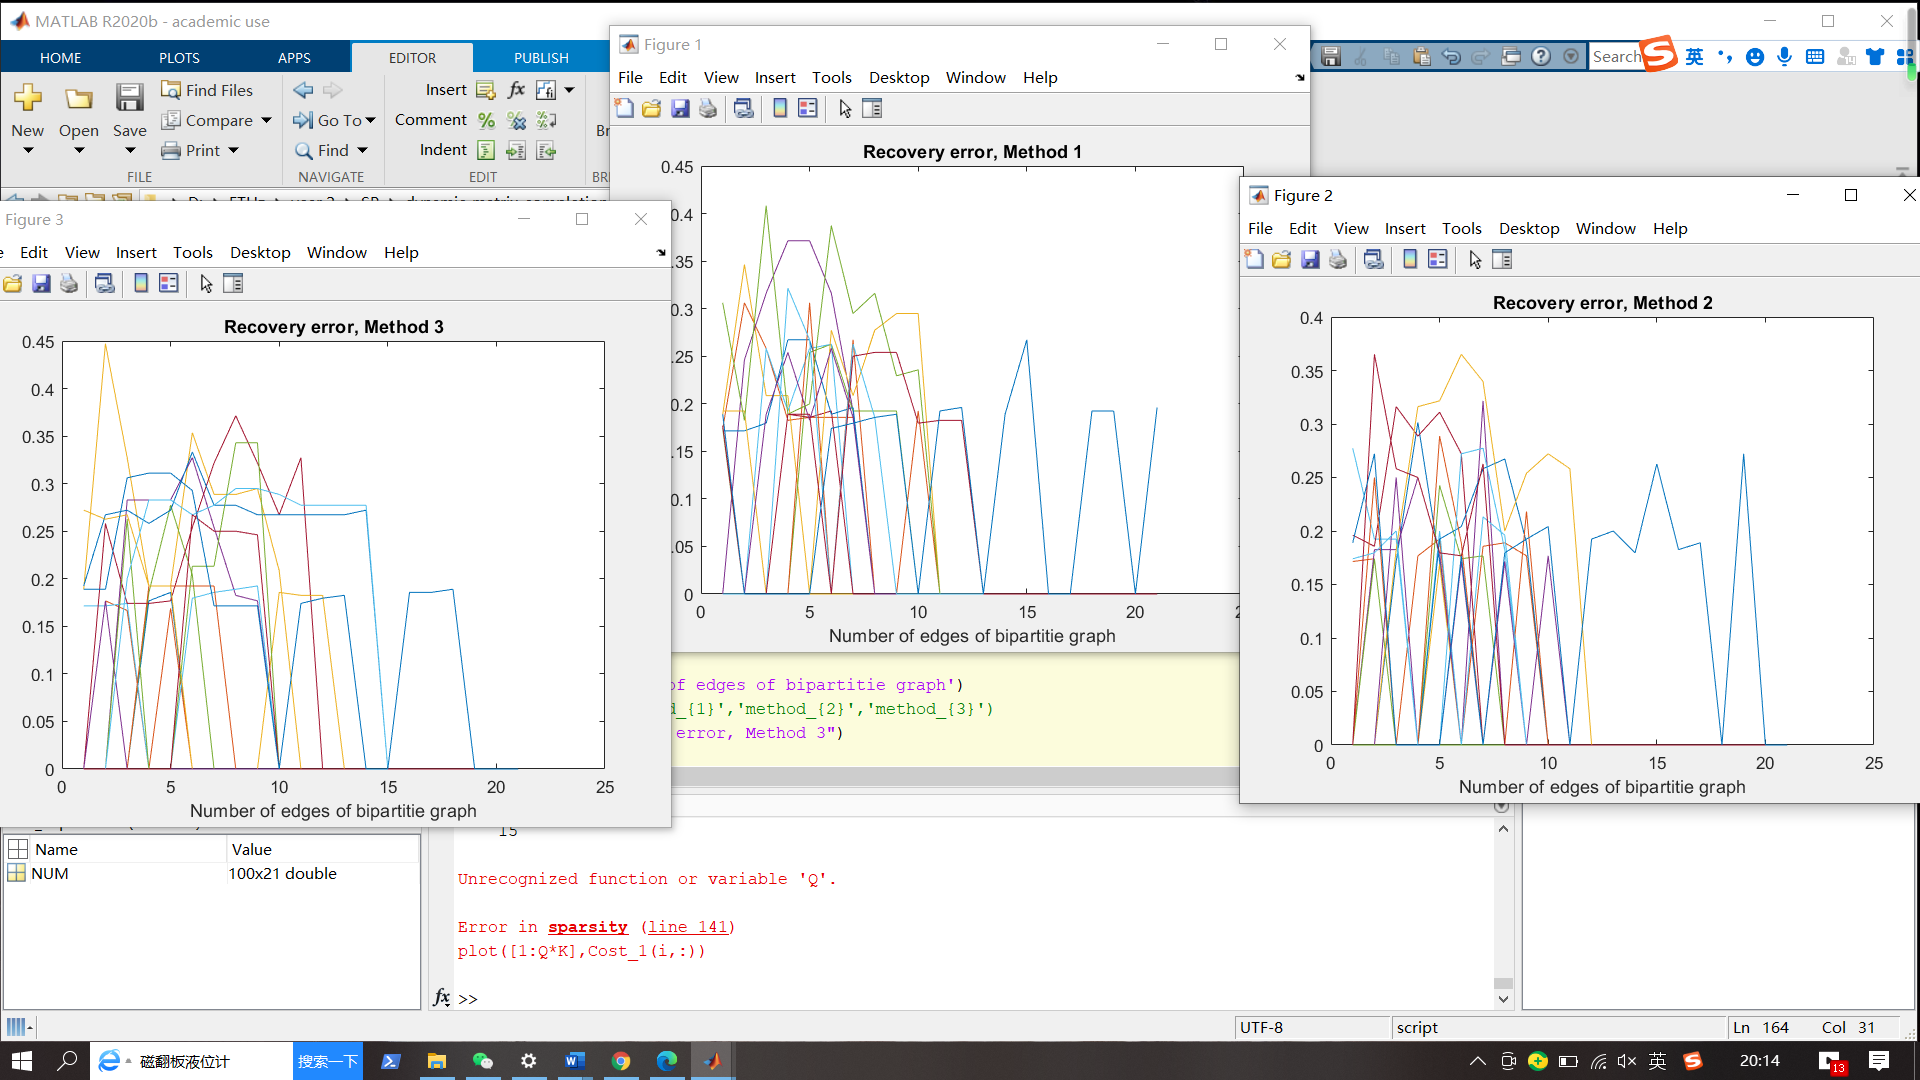 MATLAB R2020b - academic use
HOME PLOTS APPS EDITOR PUBLISH
Search
英
New Open Save
Find Files
Compare
Print
Go To
Find
Insert
Comment
Indent
FILE NAVIGATE EDIT
Figure 1
File Edit View Insert Tools Desktop Window Help
Recovery error, Method 1
0.45
0.4
0.35
0.3
0.25
0.2
0.15
0.1
0.05
0 5 10 15 20
Number of edges of bipartitie graph
Figure 2
File Edit View Insert Tools Desktop Window Help
Recovery error, Method 2
0.4
0.35
0.3
0.25
0.2
0.15
0.1
0.05
0
0 5 10 15 20 25
Number of edges of bipartitie graph
Figure 3
Edit View Insert Tools Desktop Window Help
Recovery error, Method 3
0.45
0.4
0.35
0.3
0.25
0.2
0.15
0.1
0.05
0
0 5 10 15 20 25
Number of edges of bipartitie graph
of edges of bipartitie graph')
d_{1}','method_{2}','method_{3}')
error, Method 3")
Name Value
NUM 100x21 double
15
Unrecognized function or variable 'Q'.
Error in sparsity (line 141)
plot([1:Q*K],Cost_1(i,:))
fx >>
UTF-8 script Ln 164 Col 31
磁翻板液位计 搜索一下
英 20:14 13